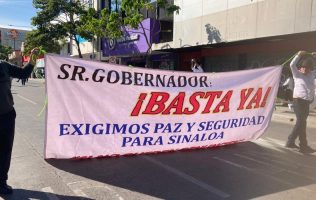 SR. GOBERNADOR:
¡BASTA YA!
EXIGIMOS PAZ Y SEGURIDAD
PARA SINALOA